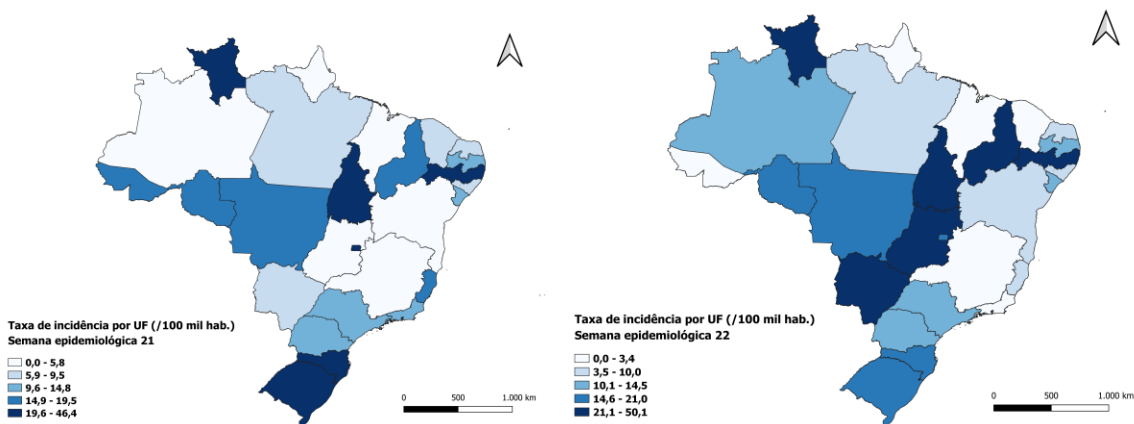 Taxa de incidência por UF (/100 mil hab.)
Semana epidemiológica 21
0,0 - 5,8
5,9 - 9,5
9,6 - 14,8
14,9 - 19,5
19,6 - 46,4
0 500 1.000 km
Taxa de incidência por UF (/100 mil hab.)
Semana epidemiológica 22
0,0 - 3,4
3,5 - 10,0
10,1 - 14,5
14,6 - 21,0
21,1 - 50,1
0 500 1.000 km